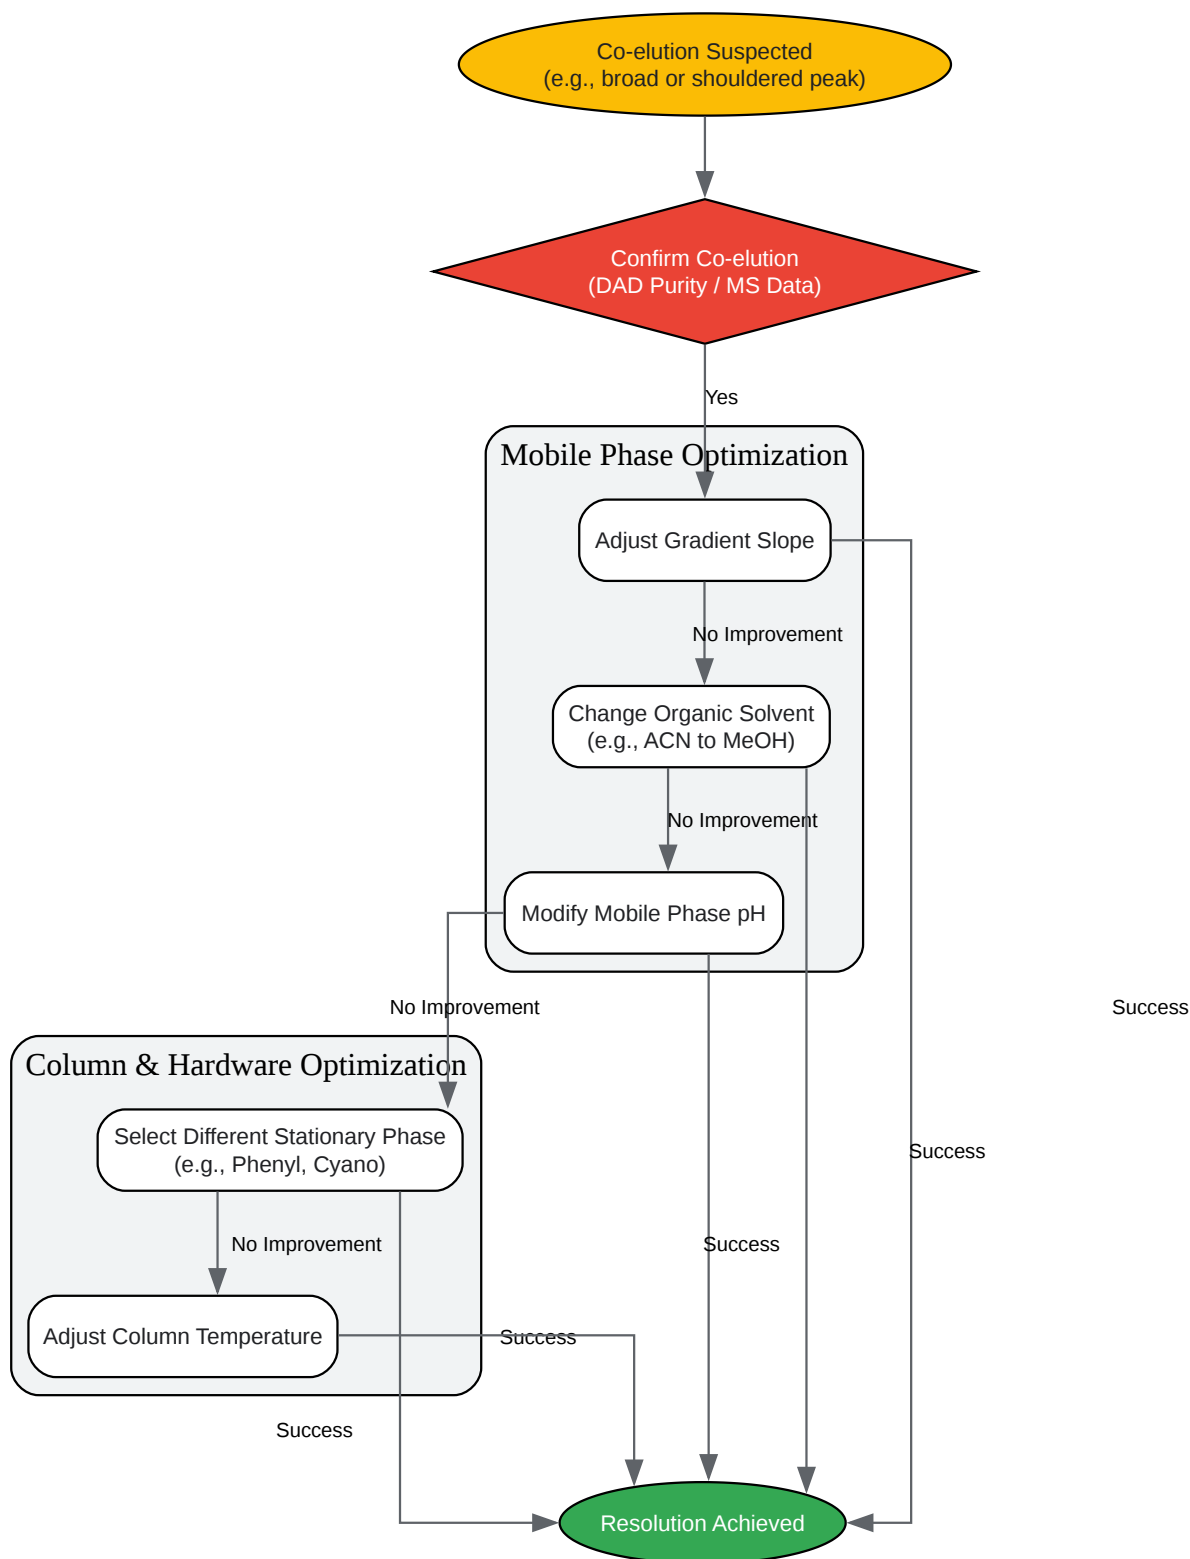 Co-elution Suspected
(e.g., broad or shouldered peak)
Confirm Co-elution
(DAD Purity / MS Data)
Yes
Mobile Phase Optimization
Adjust Gradient Slope
No Improvement
Change Organic Solvent
(e.g., ACN to MeOH)
No Improvement
Modify Mobile Phase pH
No Improvement
Success
Column & Hardware Optimization
Select Different Stationary Phase
(e.g., Phenyl, Cyano)
Success
No Improvement
Success
Adjust Column Temperature
Success
Success
Resolution Achieved